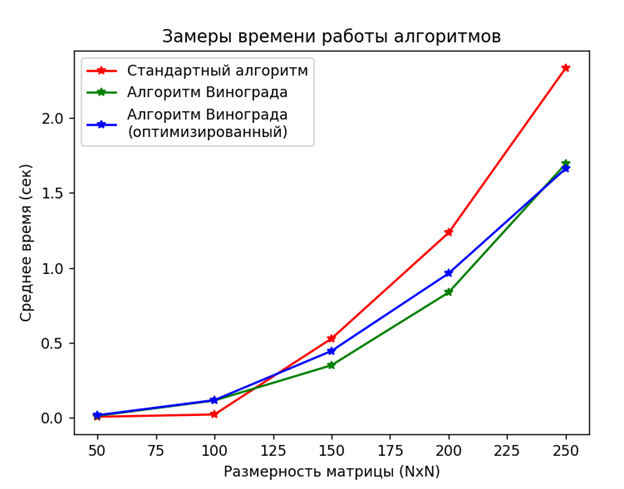 Замеры времени работы алгоритмов
Стандартный алгоритм
Алгоритм Винограда
Алгоритм Винограда
(оптимизированный)
Среднее время (сек)
2.0
1.5
1.0
0.5
0.0
50 75 100 125 150 175 200 225 250
Размерность матрицы (NxN)